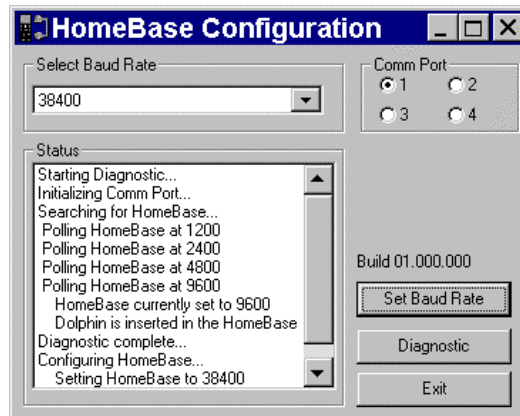 HomeBase Configuration
Select Baud Rate
38400
Comm Port
1 2
3 4
Status
Starting Diagnostic...
Initializing Comm Port...
Searching for HomeBase...
Polling HomeBase at 1200
Polling HomeBase at 2400
Polling HomeBase at 4800
Polling HomeBase at 9600
HomeBase currently set to 9600
Dolphin is inserted in the HomeBase
Diagnostic complete...
Configuring HomeBase...
Setting HomeBase to 38400
Build 01.000.000
Set Baud Rate
Diagnostic
Exit